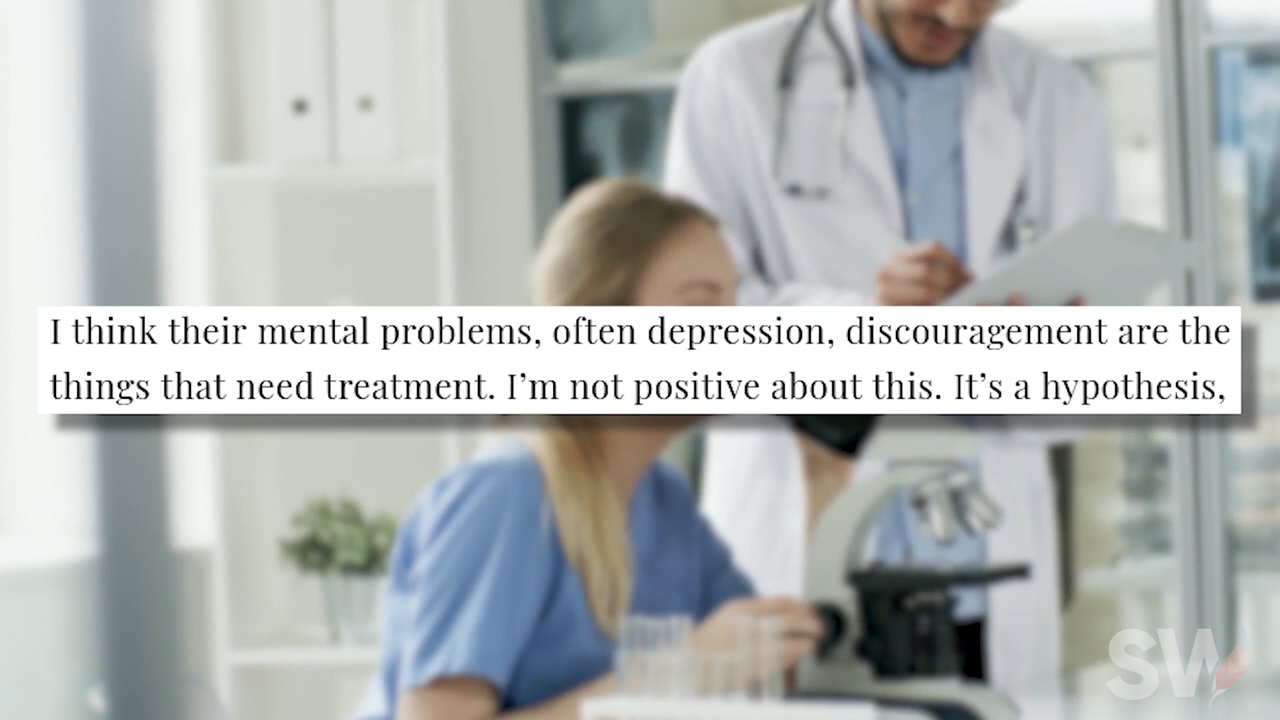 I think their mental problems, often depression, discouragement are the
things that need treatment. I’m not positive about this. It’s a hypothesis,
SW